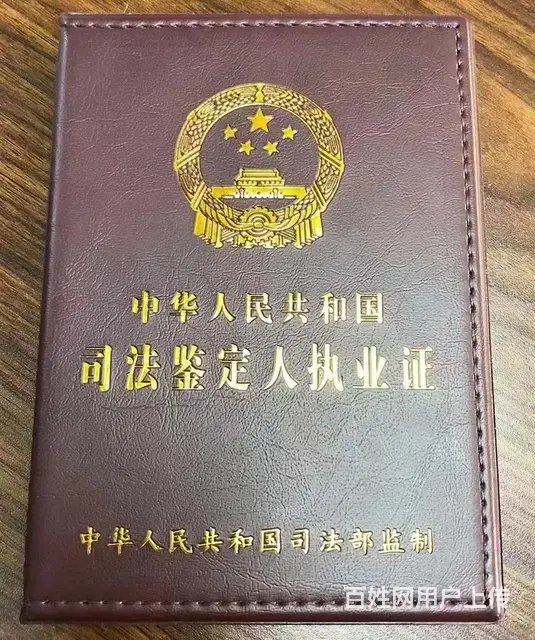 中华人民共和国
司法鉴定人执业证
中华人民共和国司法部监制
百姓网用户上传